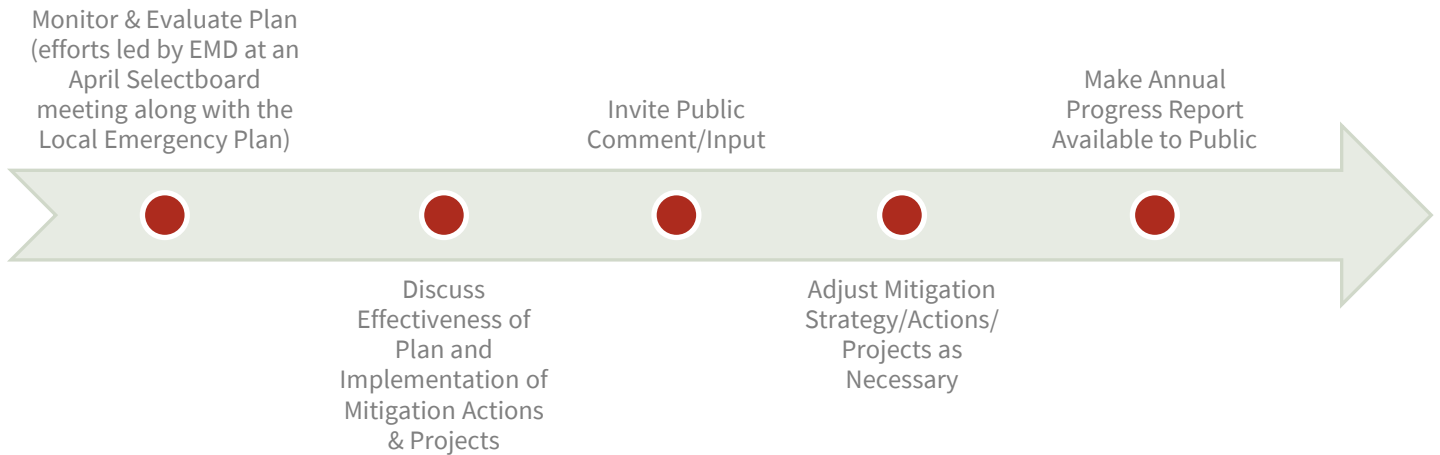 Monitor & Evaluate Plan
(efforts led by EMD at an
April Selectboard
meeting along with the
Local Emergency Plan)
Discuss
Effectiveness of
Plan and
Implementation of
Mitigation Actions
& Projects
Invite Public
Comment/Input
Adjust Mitigation
Strategy/Actions/
Projects as
Necessary
Make Annual
Progress Report
Available to Public